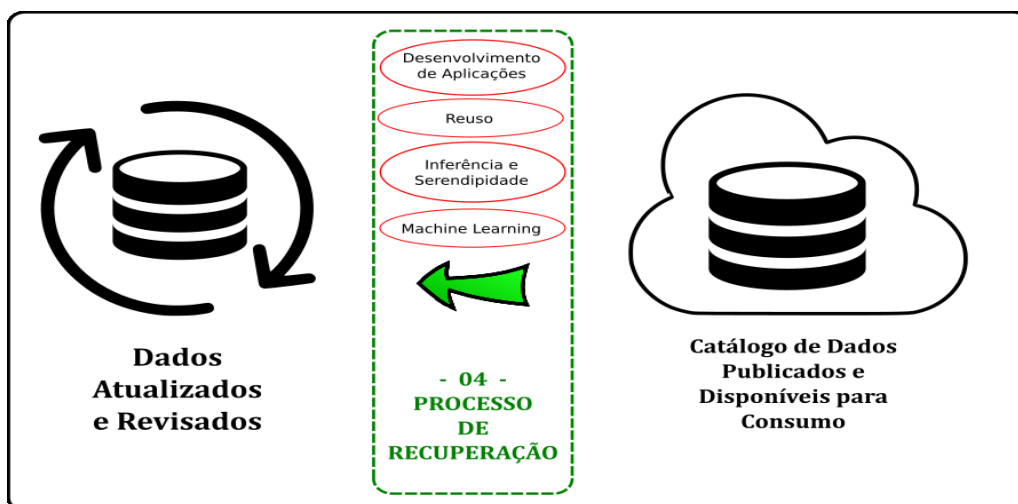 Desenvolvimento
de Aplicações
Reuso
Inferência e
Serendipidade
Machine Learning
Dados
Atualizados
e Revisados
- 04 -
PROCESSO
DE
RECUPERAÇÃO
Catálogo de Dados
Publicados e
Disponíveis para
Consumo